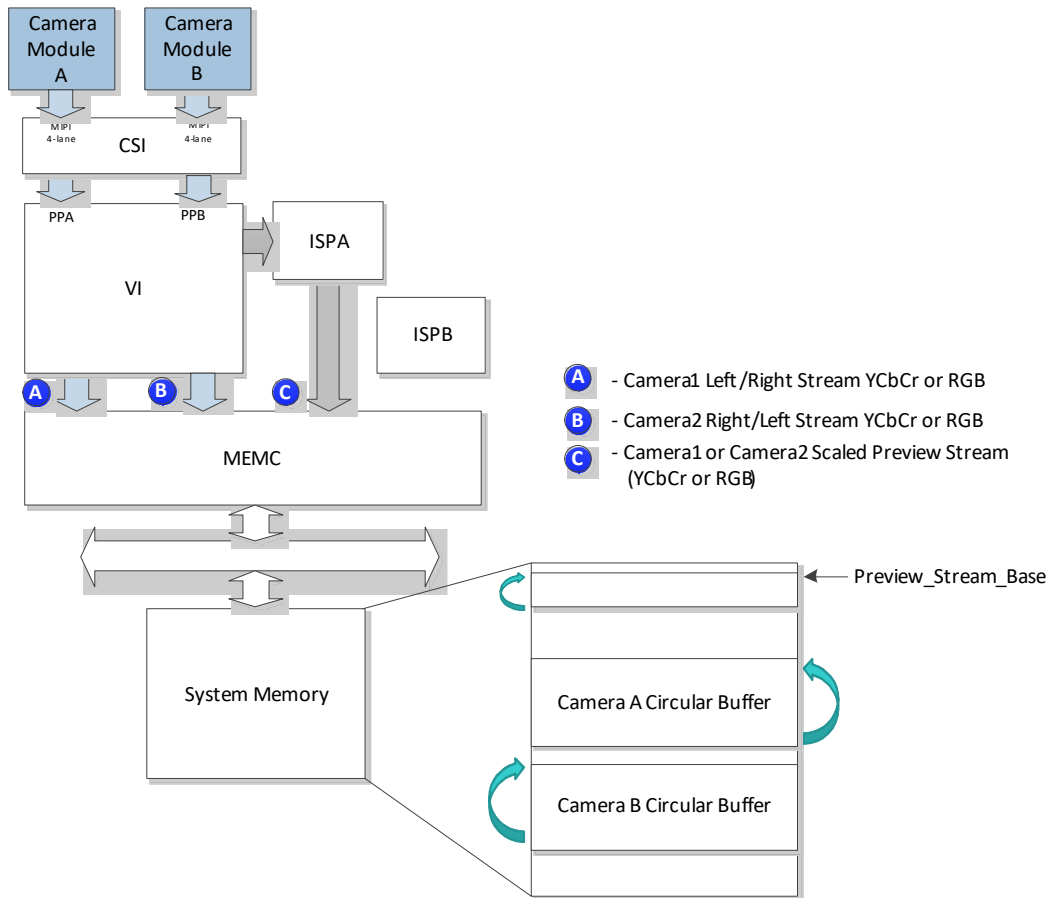 Camera
Module
A
Camera
Module
B
MIPI
4-lane
MIPI
4-lane
CSI
PPA
PPB
VI
ISPA
ISPB
A
B
C
A
- Camera1 Left/Right Stream YCbCr or RGB
B
- Camera2 Right/Left Stream YCbCr or RGB
C
- Camera1 or Camera2 Scaled Preview Stream
(YCbCr or RGB)
MEMC
Preview_Stream_Base
System Memory
Camera A Circular Buffer
Camera B Circular Buffer